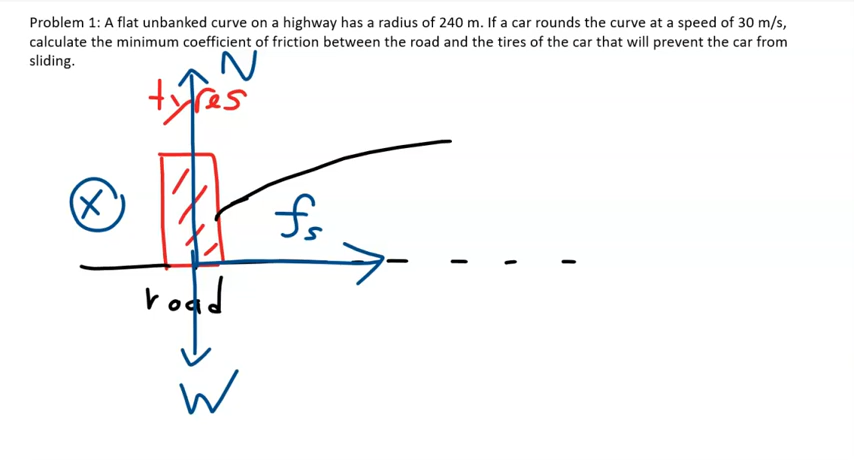 Problem 1: A flat unbanked curve on a highway has a radius of 240 m. If a car rounds the curve at a speed of 30 m/s,
calculate the minimum coefficient of friction between the road and the tires of the car that will prevent the car from
sliding.
N
tyres
X
fs
road
W